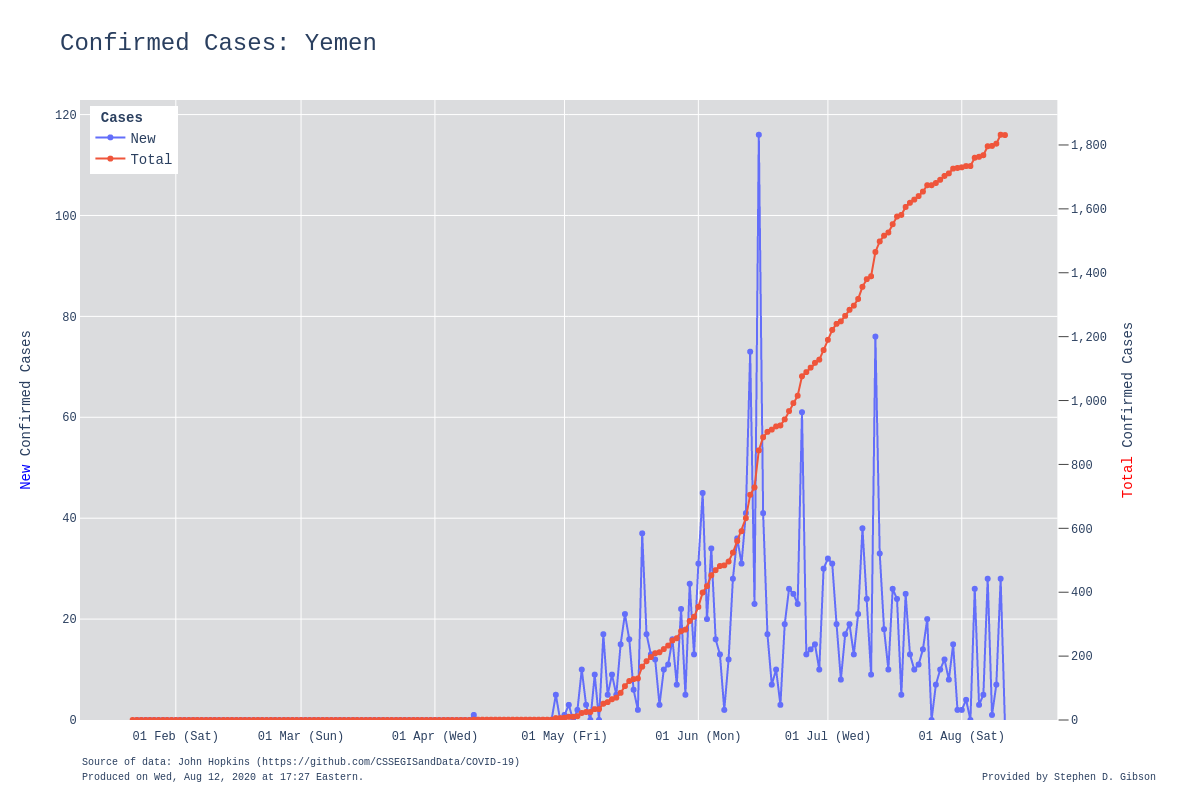 Confirmed Cases: Yemen
Cases
New
Total
120
100
80
60
40
20
0
1,800
1,600
1,400
1,200
1,000
800
600
400
200
0
New Confirmed Cases
Total Confirmed Cases
01 Feb (Sat)
01 Mar (Sun)
01 Apr (Wed)
01 May (Fri)
01 Jun (Mon)
01 Jul (Wed)
01 Aug (Sat)
Source of data: John Hopkins (https://github.com/CSSEGISandData/COVID-19)
Produced on Wed, Aug 12, 2020 at 17:27 Eastern.
Provided by Stephen D. Gibson